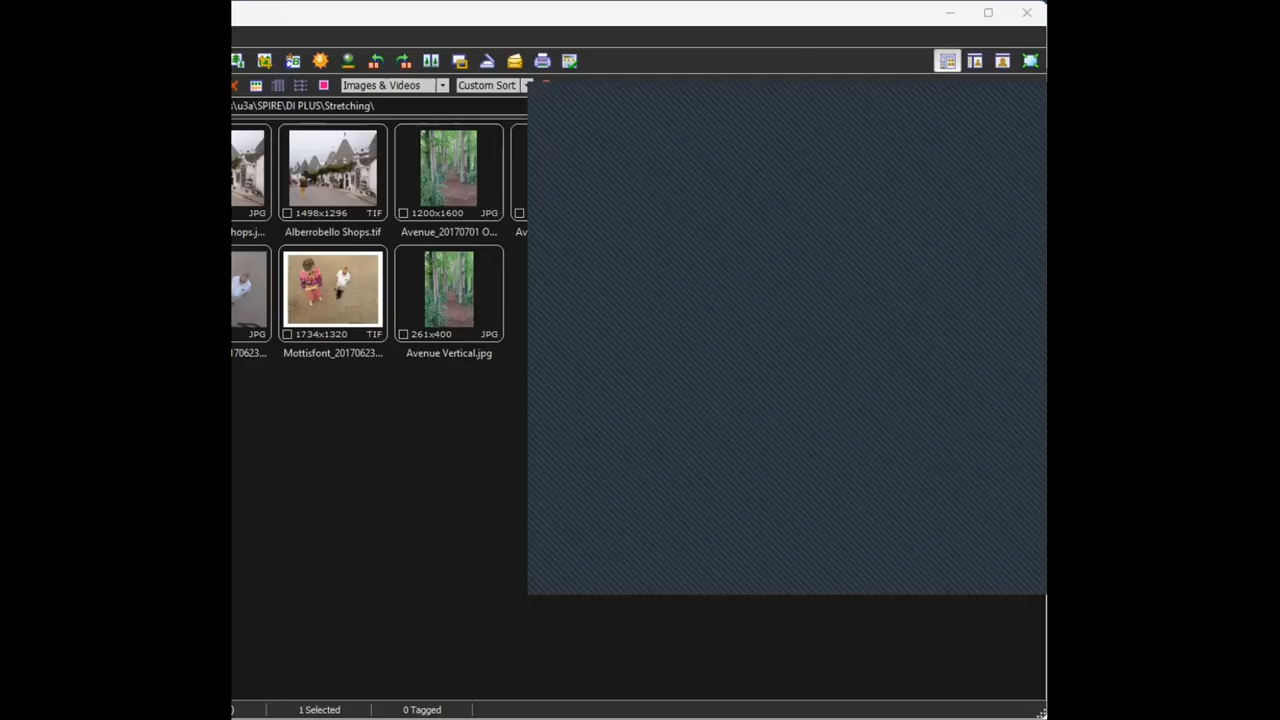 Images & Videos
Custom Sort
s\u3a\SPIRE\DI PLUS\Stretching\
JPG
1498x1296 TIF
1200x1600 JPG
hops.j...
Alberrobello Shops.tif
Avenue_20170701 O...
Av
JPG
1734x1320 TIF
261x400 JPG
170623...
Mottisfont_20170623...
Avenue Vertical.jpg
)
1 Selected
0 Tagged